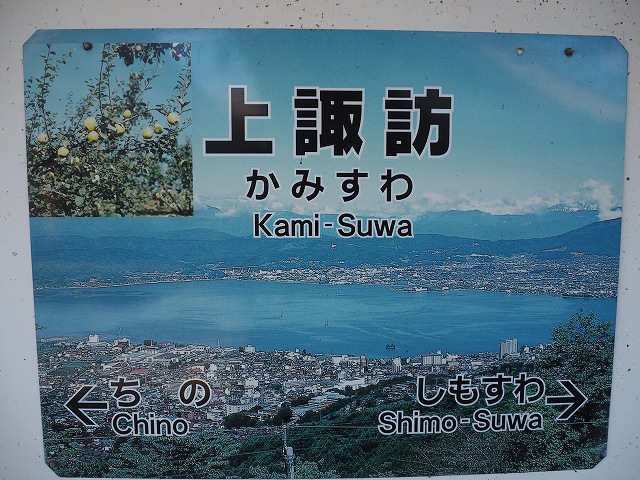 上諏訪
かみすわ
Kami-Suwa
← ちの
Chino
しもすわ →
Shimo-Suwa